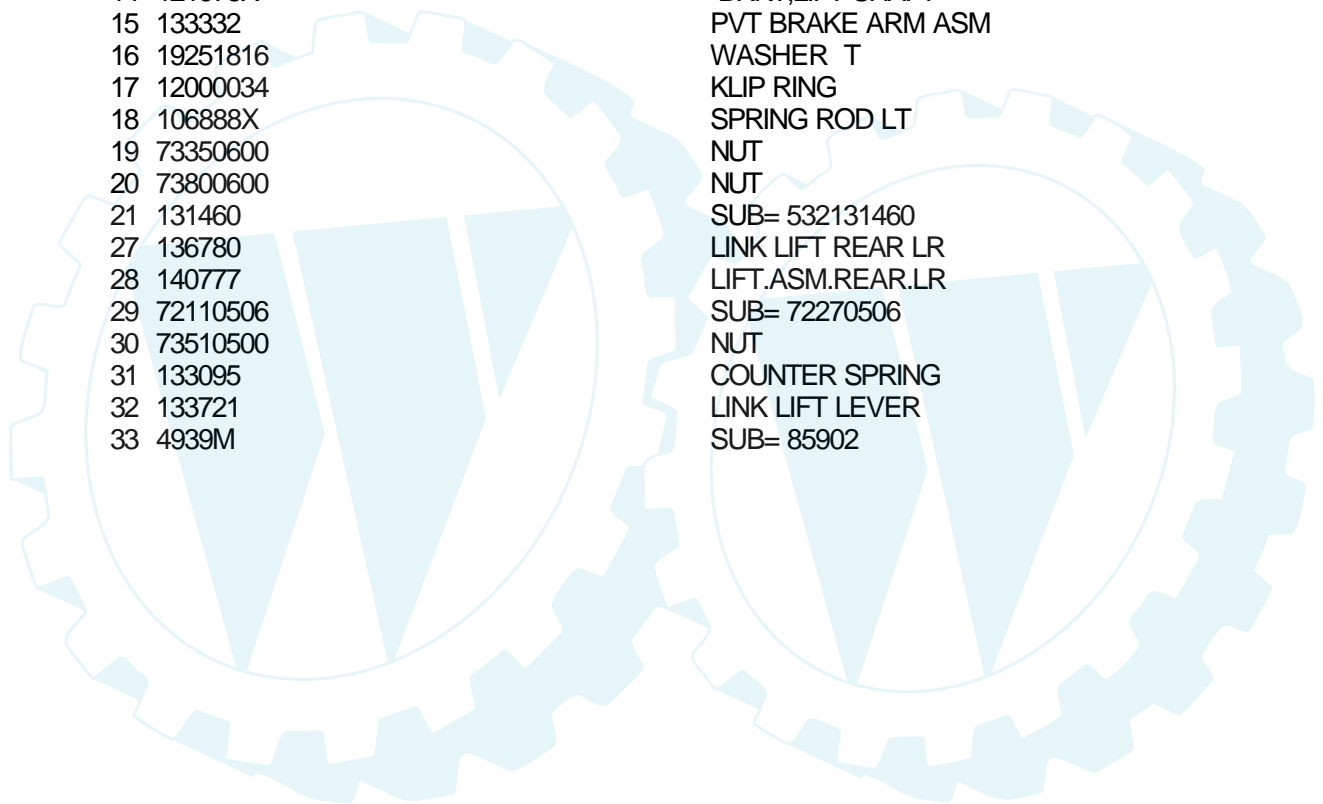 15 133332 PVT BRAKE ARM ASM
16 19251816 WASHER T
17 12000034 KLIP RING
18 106888X SPRING ROD LT
19 73350600 NUT
20 73800600 NUT
21 131460 SUB= 532131460
27 136780 LINK LIFT REAR LR
28 140777 LIFT.ASM.REAR.LR
29 72110506 SUB= 72270506
30 73510500 NUT
31 133095 COUNTER SPRING
32 133721 LINK LIFT LEVER
33 4939M SUB= 85902